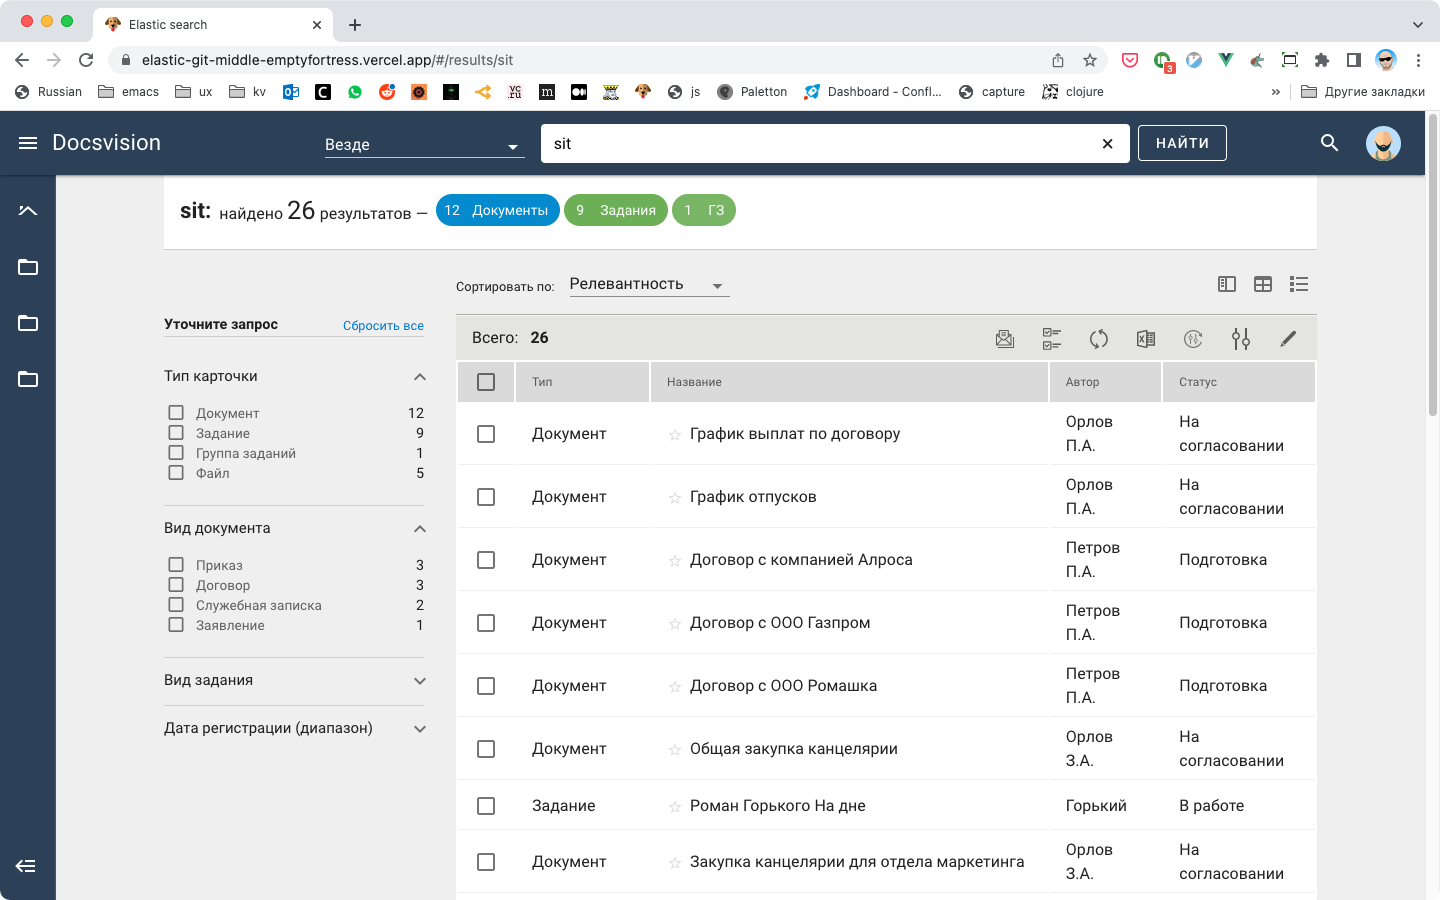 Elastic search
elastic-git-middle-emptyfortress.vercel.app/#/results/sit
3
Russian emacs ux kv js Paletton Dashboard - Confl... capture clojure » Другие закладки
Docsvision Везде sit НАЙТИ
sit: найдено 26 результатов — 12 Документы 9 Задания 1 ГЗ
Сортировать по: Релевантность
Уточните запрос Сбросить все
Всего: 26
Тип карточки
Документ 12
Задание 9
Группа заданий 1
Файл 5
Вид документа
Приказ 3
Договор 3
Служебная записка 2
Заявление 1
Вид задания
Дата регистрации (диапазон)
Тип Название Автор Статус
Документ График выплат по договору Орлов П.А. На согласовании
Документ График отпусков Орлов П.А. На согласовании
Документ Договор с компанией Алроса Петров П.А. Подготовка
Документ Договор с ООО Газпром Петров П.А. Подготовка
Документ Договор с ООО Ромашка Петров П.А. Подготовка
Документ Общая закупка канцелярии Орлов З.А. На согласовании
Задание Роман Горького На дне Горький В работе
Документ Закупка канцелярии для отдела маркетинга Орлов З.А. На согласовании